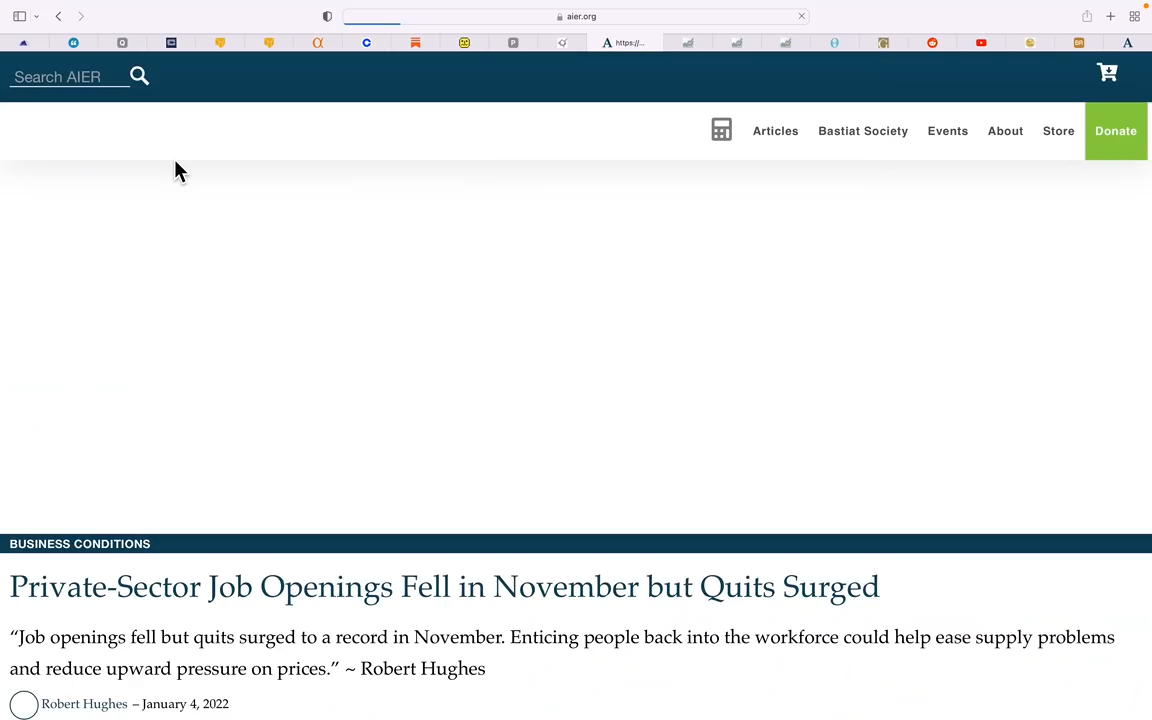 aier.org
https://...
Search AIER
Articles Bastiat Society Events About Store Donate
BUSINESS CONDITIONS
Private-Sector Job Openings Fell in November but Quits Surged
“Job openings fell but quits surged to a record in November. Enticing people back into the workforce could help ease supply problems
and reduce upward pressure on prices.” ~ Robert Hughes
Robert Hughes – January 4, 2022